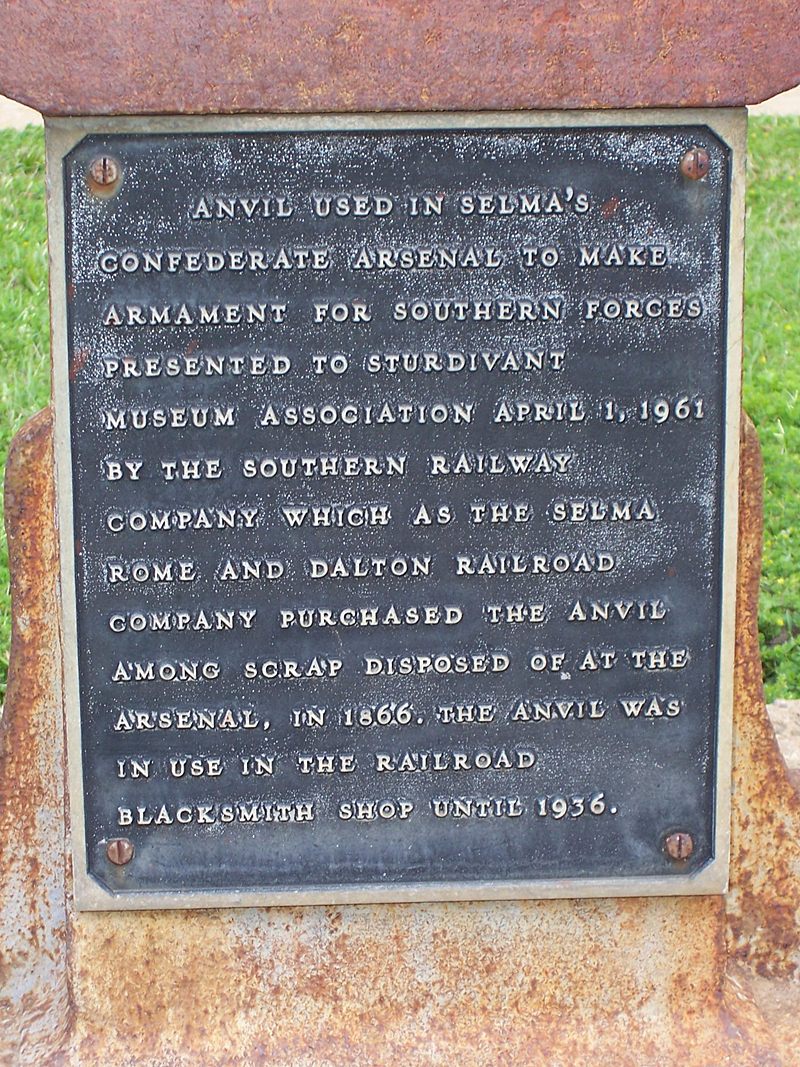 ANVIL USED IN SELMA'S
CONFEDERATE ARSENAL TO MAKE
ARMAMENT FOR SOUTHERN FORCES
PRESENTED TO STURDIVANT
MUSEUM ASSOCIATION APRIL 1, 1961
BY THE SOUTHERN RAILWAY
COMPANY WHICH AS THE SELMA
ROME AND DALTON RAILROAD
COMPANY PURCHASED THE ANVIL
AMONG SCRAP DISPOSED OF AT THE
ARSENAL, IN 1866. THE ANVIL WAS
IN USE IN THE RAILROAD
BLACKSMITH SHOP UNTIL 1936.